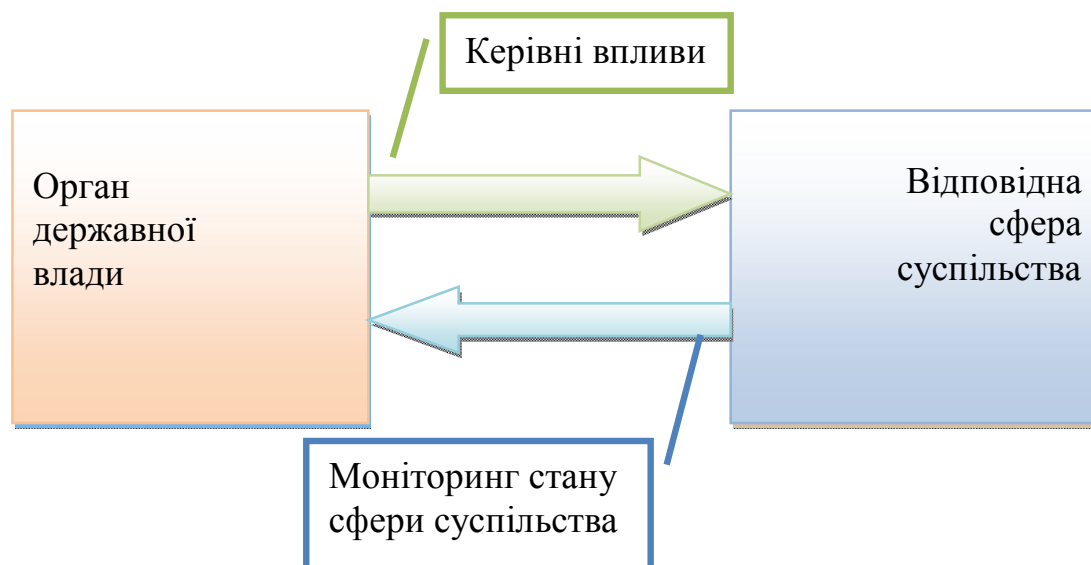 Керівні впливи
Орган
державної
влади
Відповідна
сфера
суспільства
Моніторинг стану
сфери суспільства